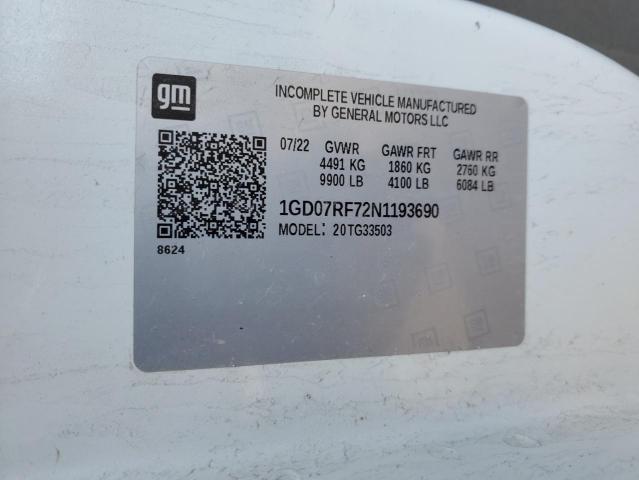 gm
INCOMPLETE VEHICLE MANUFACTURED
BY GENERAL MOTORS LLC
07/22 GVWR GAWR FRT GAWR RR
4491 KG 1860 KG 2760 KG
9900 LB 4100 LB 6084 LB
1GD07RF72N1193690
MODEL: 20TG33503
8624